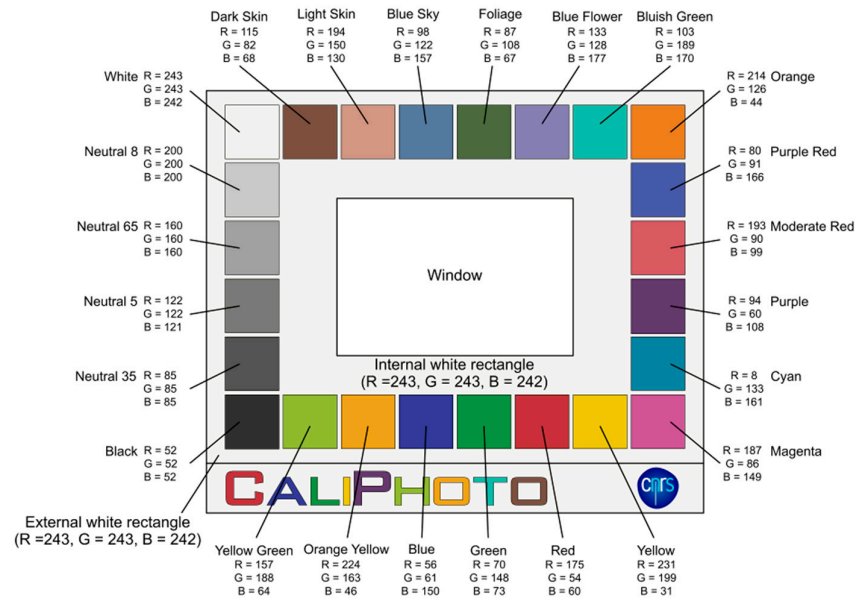 Dark Skin
R = 115
G = 82
B = 68
Light Skin
R = 194
G = 150
B = 130
Blue Sky
R = 98
G = 122
B = 157
Foliage
R = 87
G = 108
B = 67
Blue Flower
R = 133
G = 128
B = 177
Bluish Green
R = 103
G = 189
B = 170
White R = 243
G = 243
B = 242
R = 214 Orange
G = 126
B = 44
Neutral 8 R = 200
G = 200
B = 200
R = 80 Purple Red
G = 91
B = 166
Neutral 65 R = 160
G = 160
B = 160
R = 193 Moderate Red
G = 90
B = 99
Neutral 5 R = 122
G = 122
B = 121
R = 94 Purple
G = 60
B = 108
Neutral 35 R = 85
G = 85
B = 85
R = 8 Cyan
G = 133
B = 161
Black R = 52
G = 52
B = 52
R = 187 Magenta
G = 86
B = 149
Window
Internal white rectangle
(R =243, G = 243, B = 242)
CALIPHOTO
cnrs
External white rectangle
(R =243, G = 243, B = 242)
Yellow Green
R = 157
G = 188
B = 64
Orange Yellow
R = 224
G = 163
B = 46
Blue
R = 56
G = 61
B = 150
Green
R = 70
G = 148
B = 73
Red
R = 175
G = 54
B = 60
Yellow
R = 231
G = 199
B = 31